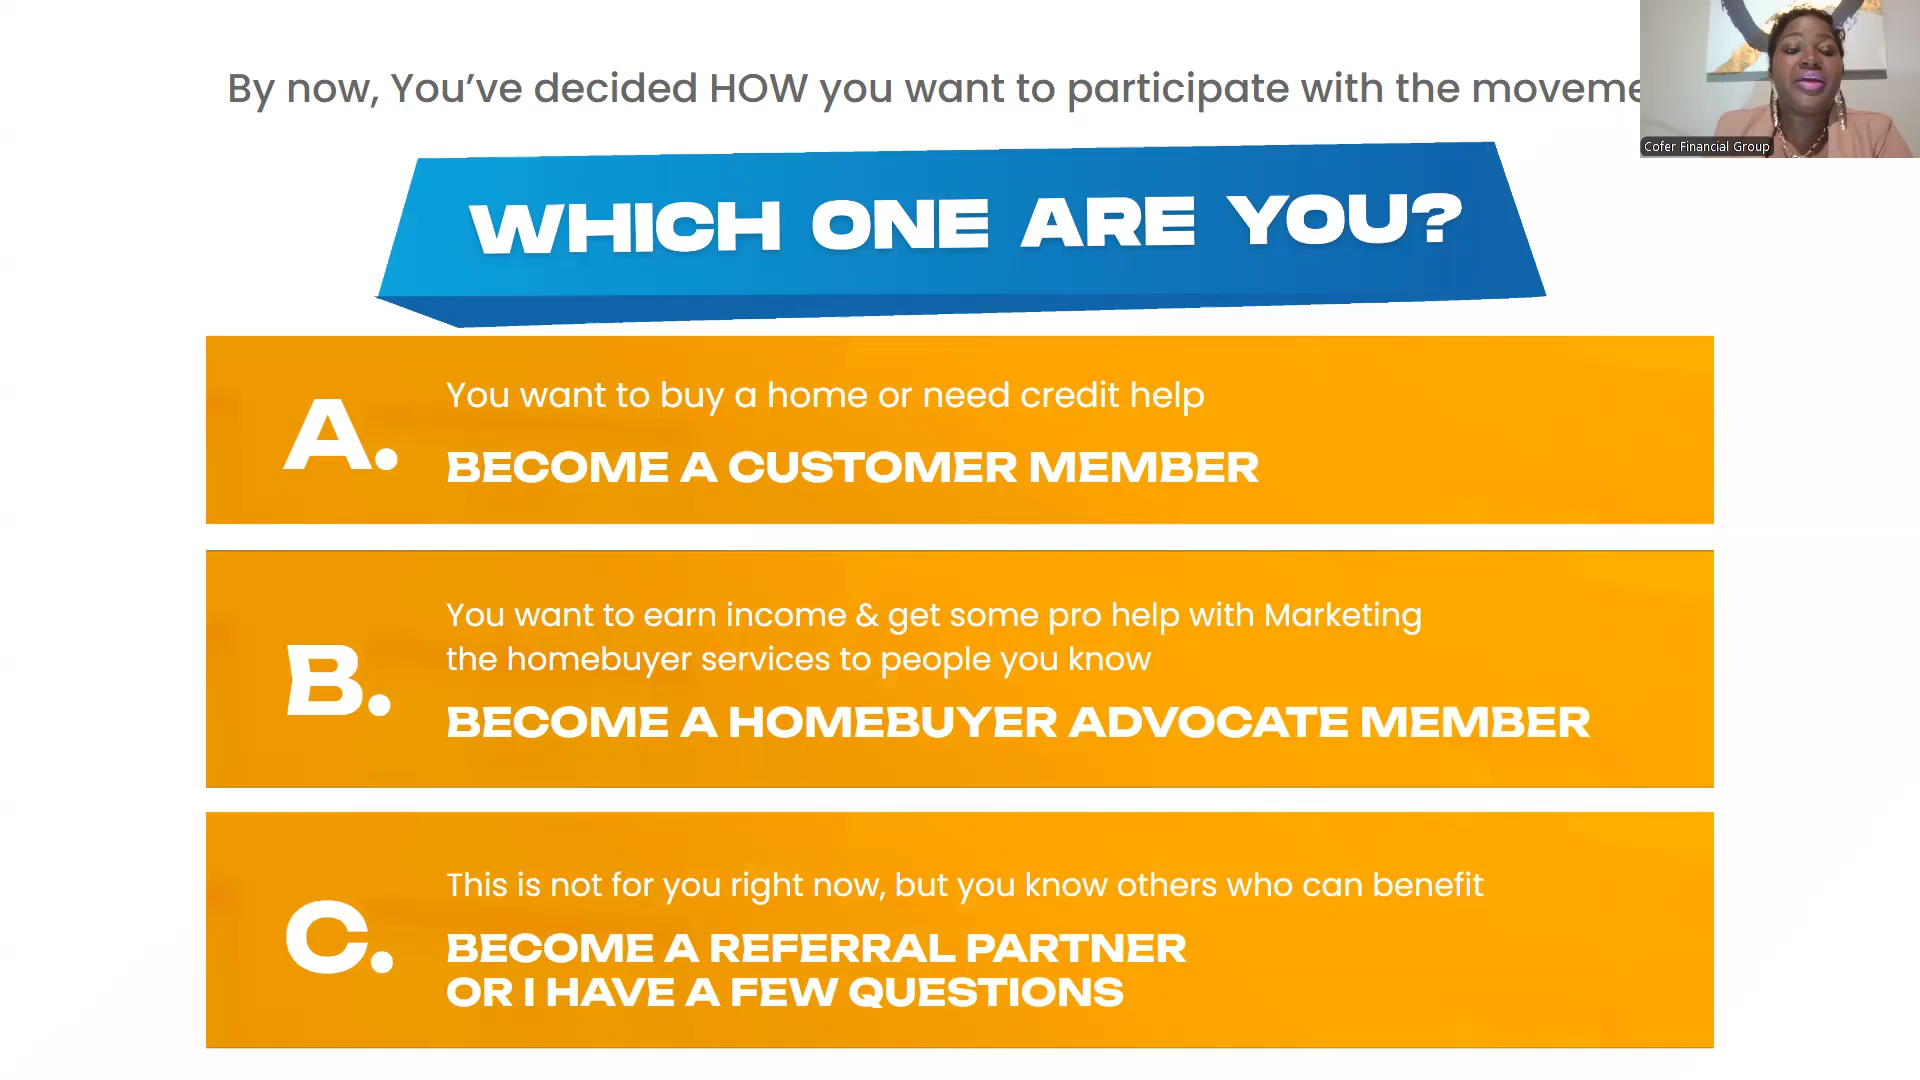 By now, You’ve decided HOW you want to participate with the moveme
Cofer Financial Group
WHICH ONE ARE YOU?
A.
You want to buy a home or need credit help
BECOME A CUSTOMER MEMBER
B.
You want to earn income & get some pro help with Marketing
the homebuyer services to people you know
BECOME A HOMEBUYER ADVOCATE MEMBER
C.
This is not for you right now, but you know others who can benefit
BECOME A REFERRAL PARTNER
OR I HAVE A FEW QUESTIONS